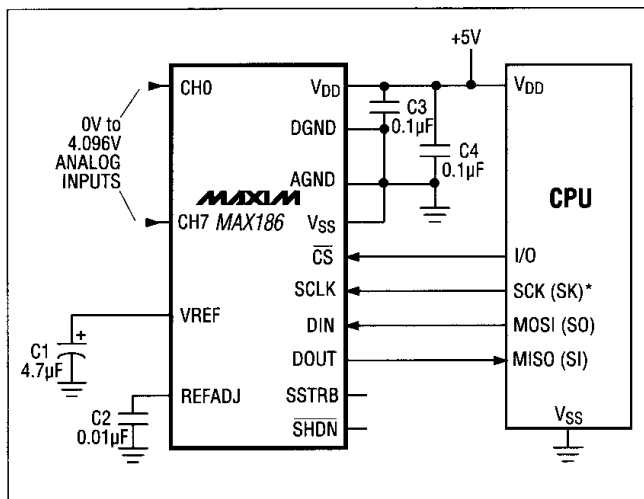 +5V
CH0
0V to
4.096V
ANALOG
INPUTS
CH7
MAXIM
MAX186
VREF
C1
4.7µF
REFADJ
C2
0.01µF
VDD
DGND
AGND
VSS
CS
SCLK
DIN
DOUT
SSTRB
SHDN
C3
0.1µF
C4
0.1µF
VDD
CPU
I/O
SCK (SK)*
MOSI (SO)
MISO (SI)
VSS
+